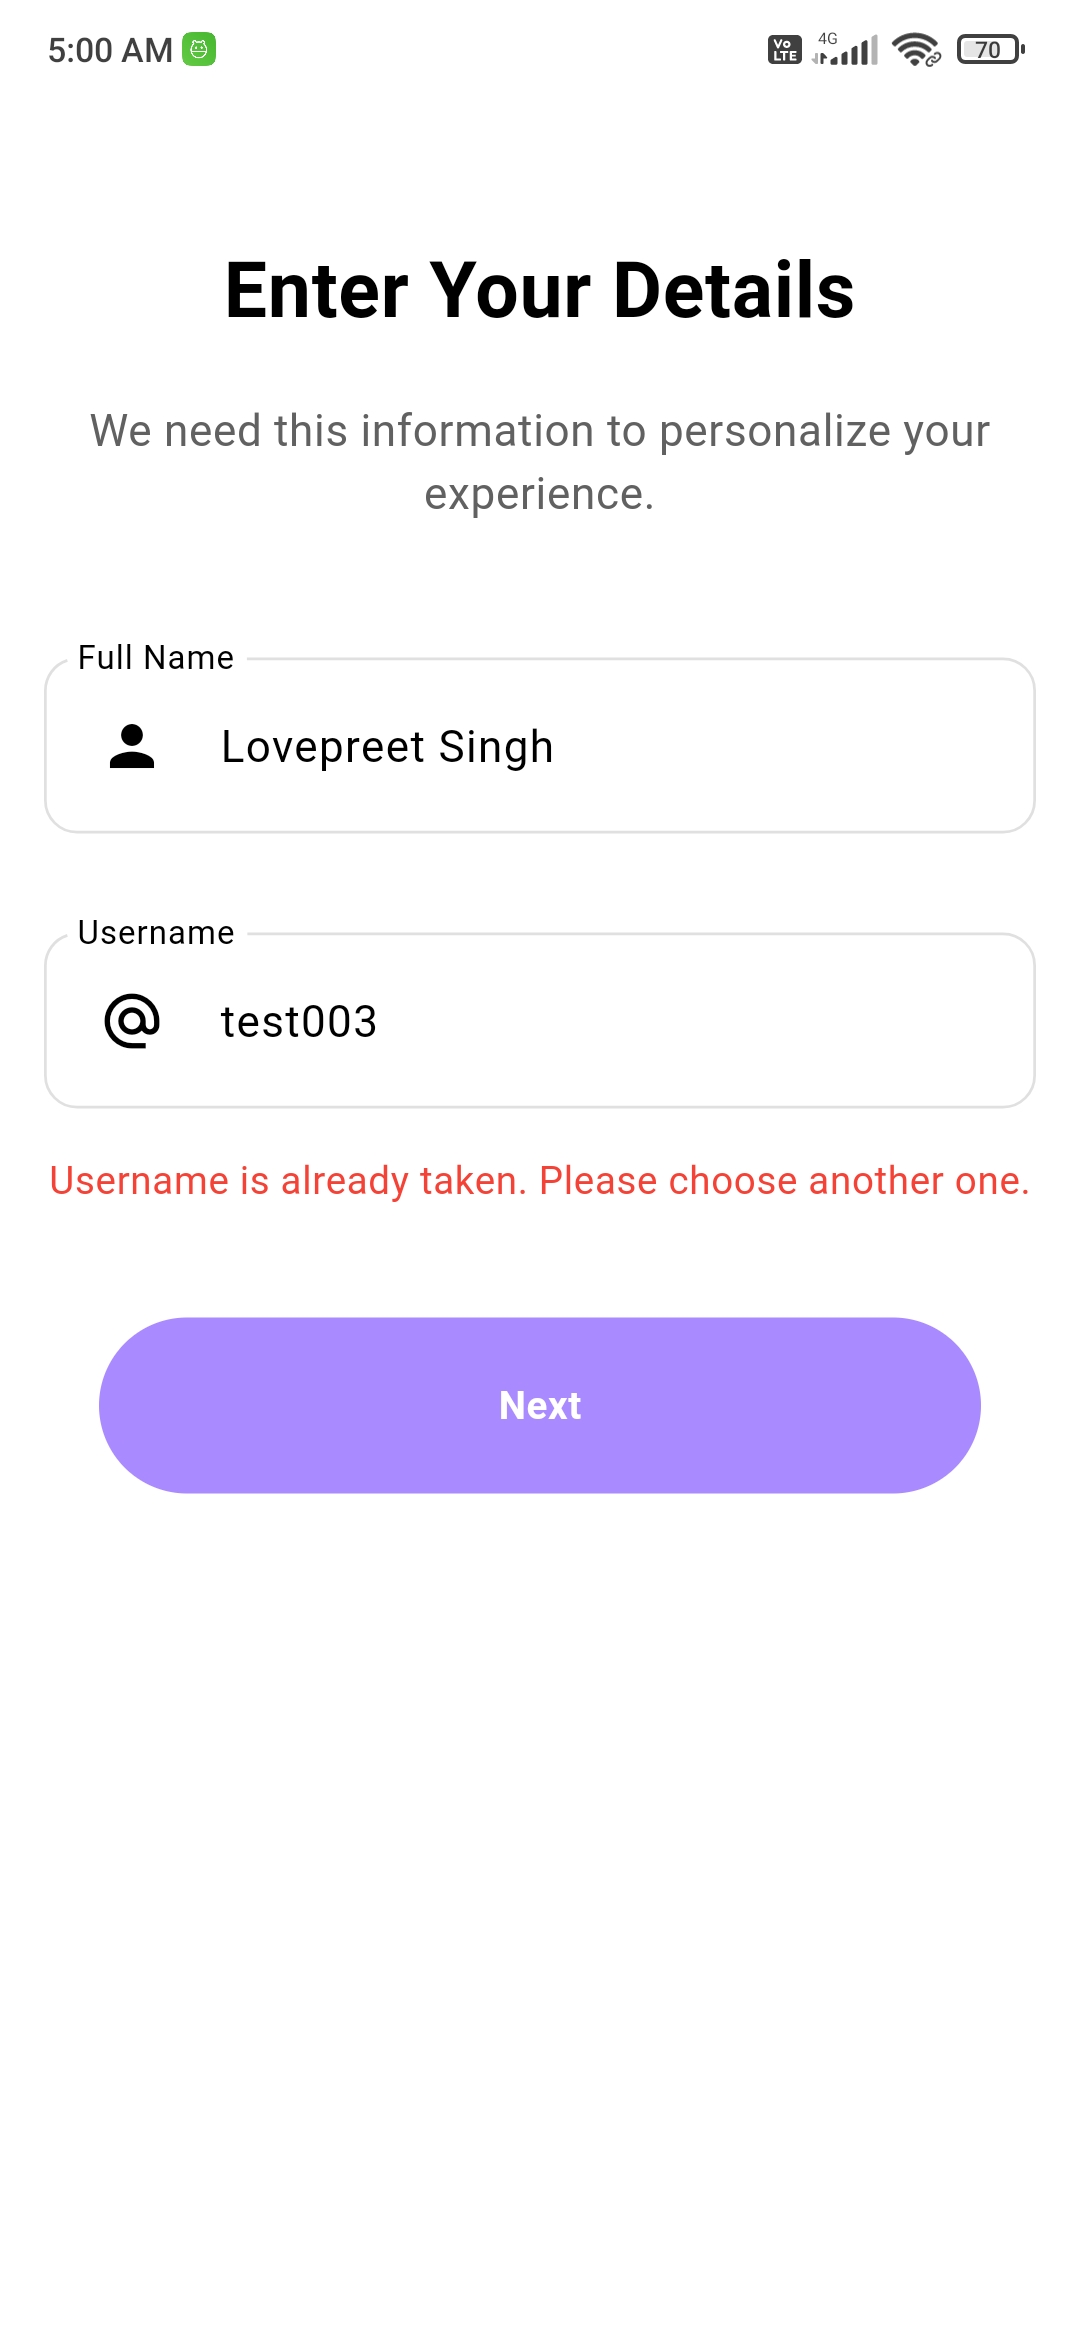 5:00 AM
Vo LTE 4G 70
Enter Your Details
We need this information to personalize your
experience.
Full Name
Lovepreet Singh
Username
test003
Username is already taken. Please choose another one.
Next